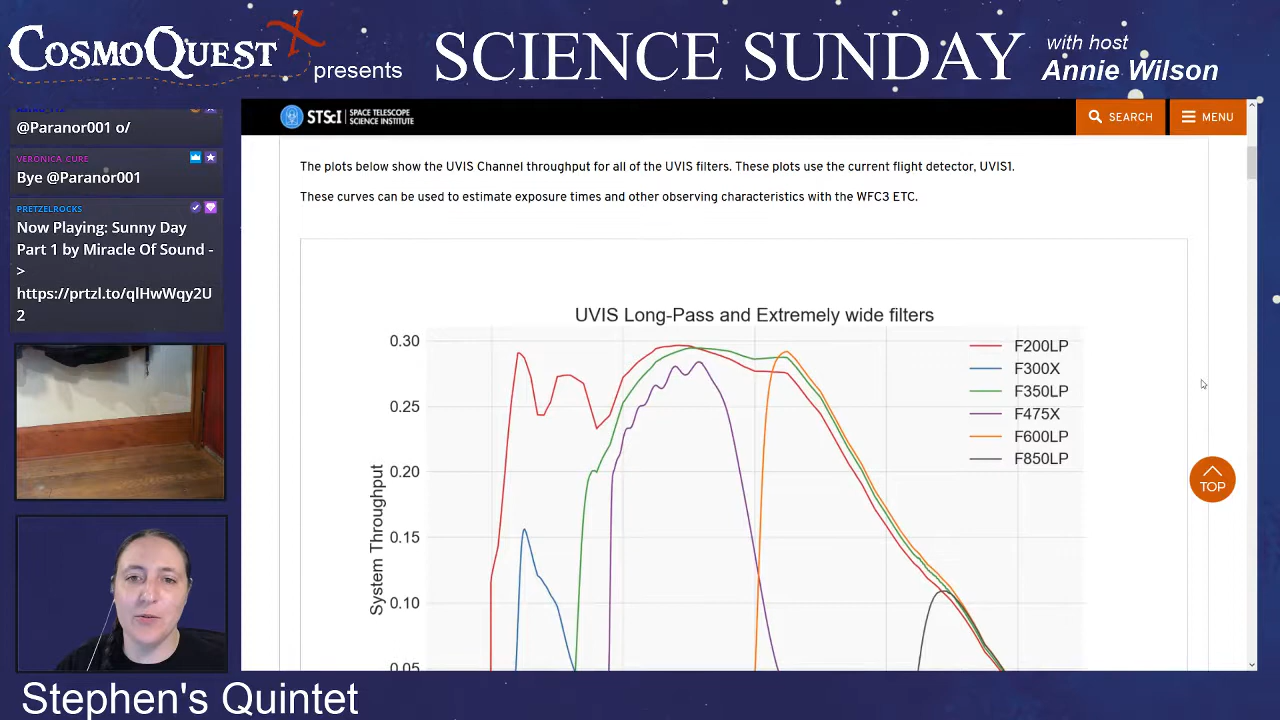 COSMOQUEST X
presents
SCIENCE SUNDAY
with host
Annie Wilson
@Paranor001 o/
VERONICA_CURE
Bye @Paranor001
PRETZELROCKS
Now Playing: Sunny Day
Part 1 by Miracle Of Sound -
>
https://prtzl.to/qlHwWqy2U
2
STScI | SPACE TELESCOPE
SCIENCE INSTITUTE
SEARCH
MENU
The plots below show the UVIS Channel throughput for all of the UVIS filters. These plots use the current flight detector, UVIS1.
These curves can be used to estimate exposure times and other observing characteristics with the WFC3 ETC.
UVIS Long-Pass and Extremely wide filters
0.30
0.25
0.20
0.15
0.10
0.05
System Throughput
F200LP
F300X
F350LP
F475X
F600LP
F850LP
TOP
Stephen's Quintet